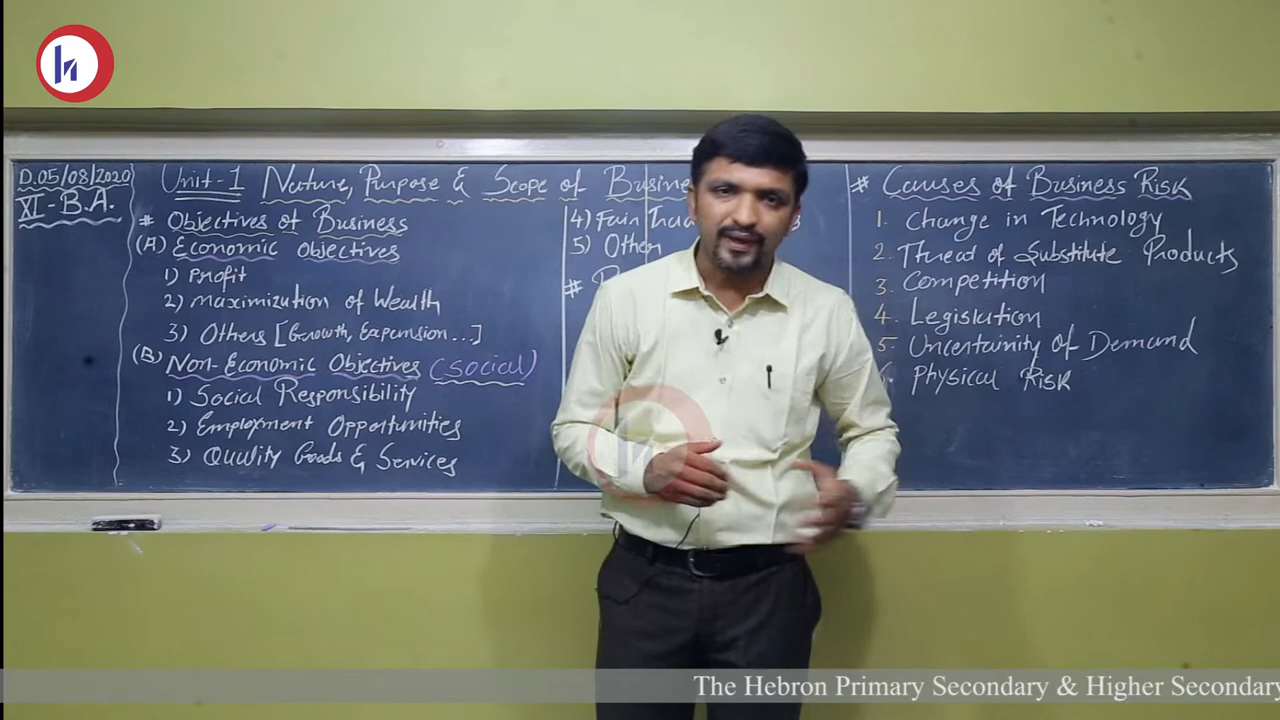 D.05/08/2020
XI - B.A.
Unit-1 Nature, Purpose & Scope of Busine
# Objectives of Business
(A) Economic Objectives
1) Profit
2) Maximization of Wealth
3) Others [Growth, Expansion...]
(B) Non-Economic Objectives (Social)
1) Social Responsibility
2) Employment Opportunities
3) Quality Goods & Services
4) Fair
5) Other
#
# Causes of Business Risk
1. Change in Technology
2. Threat of Substitute Products
3. Competition
4. Legislation
5. Uncertainity of Demand
6. Physical Risk
The Hebron Primary Secondary & Higher Secondary